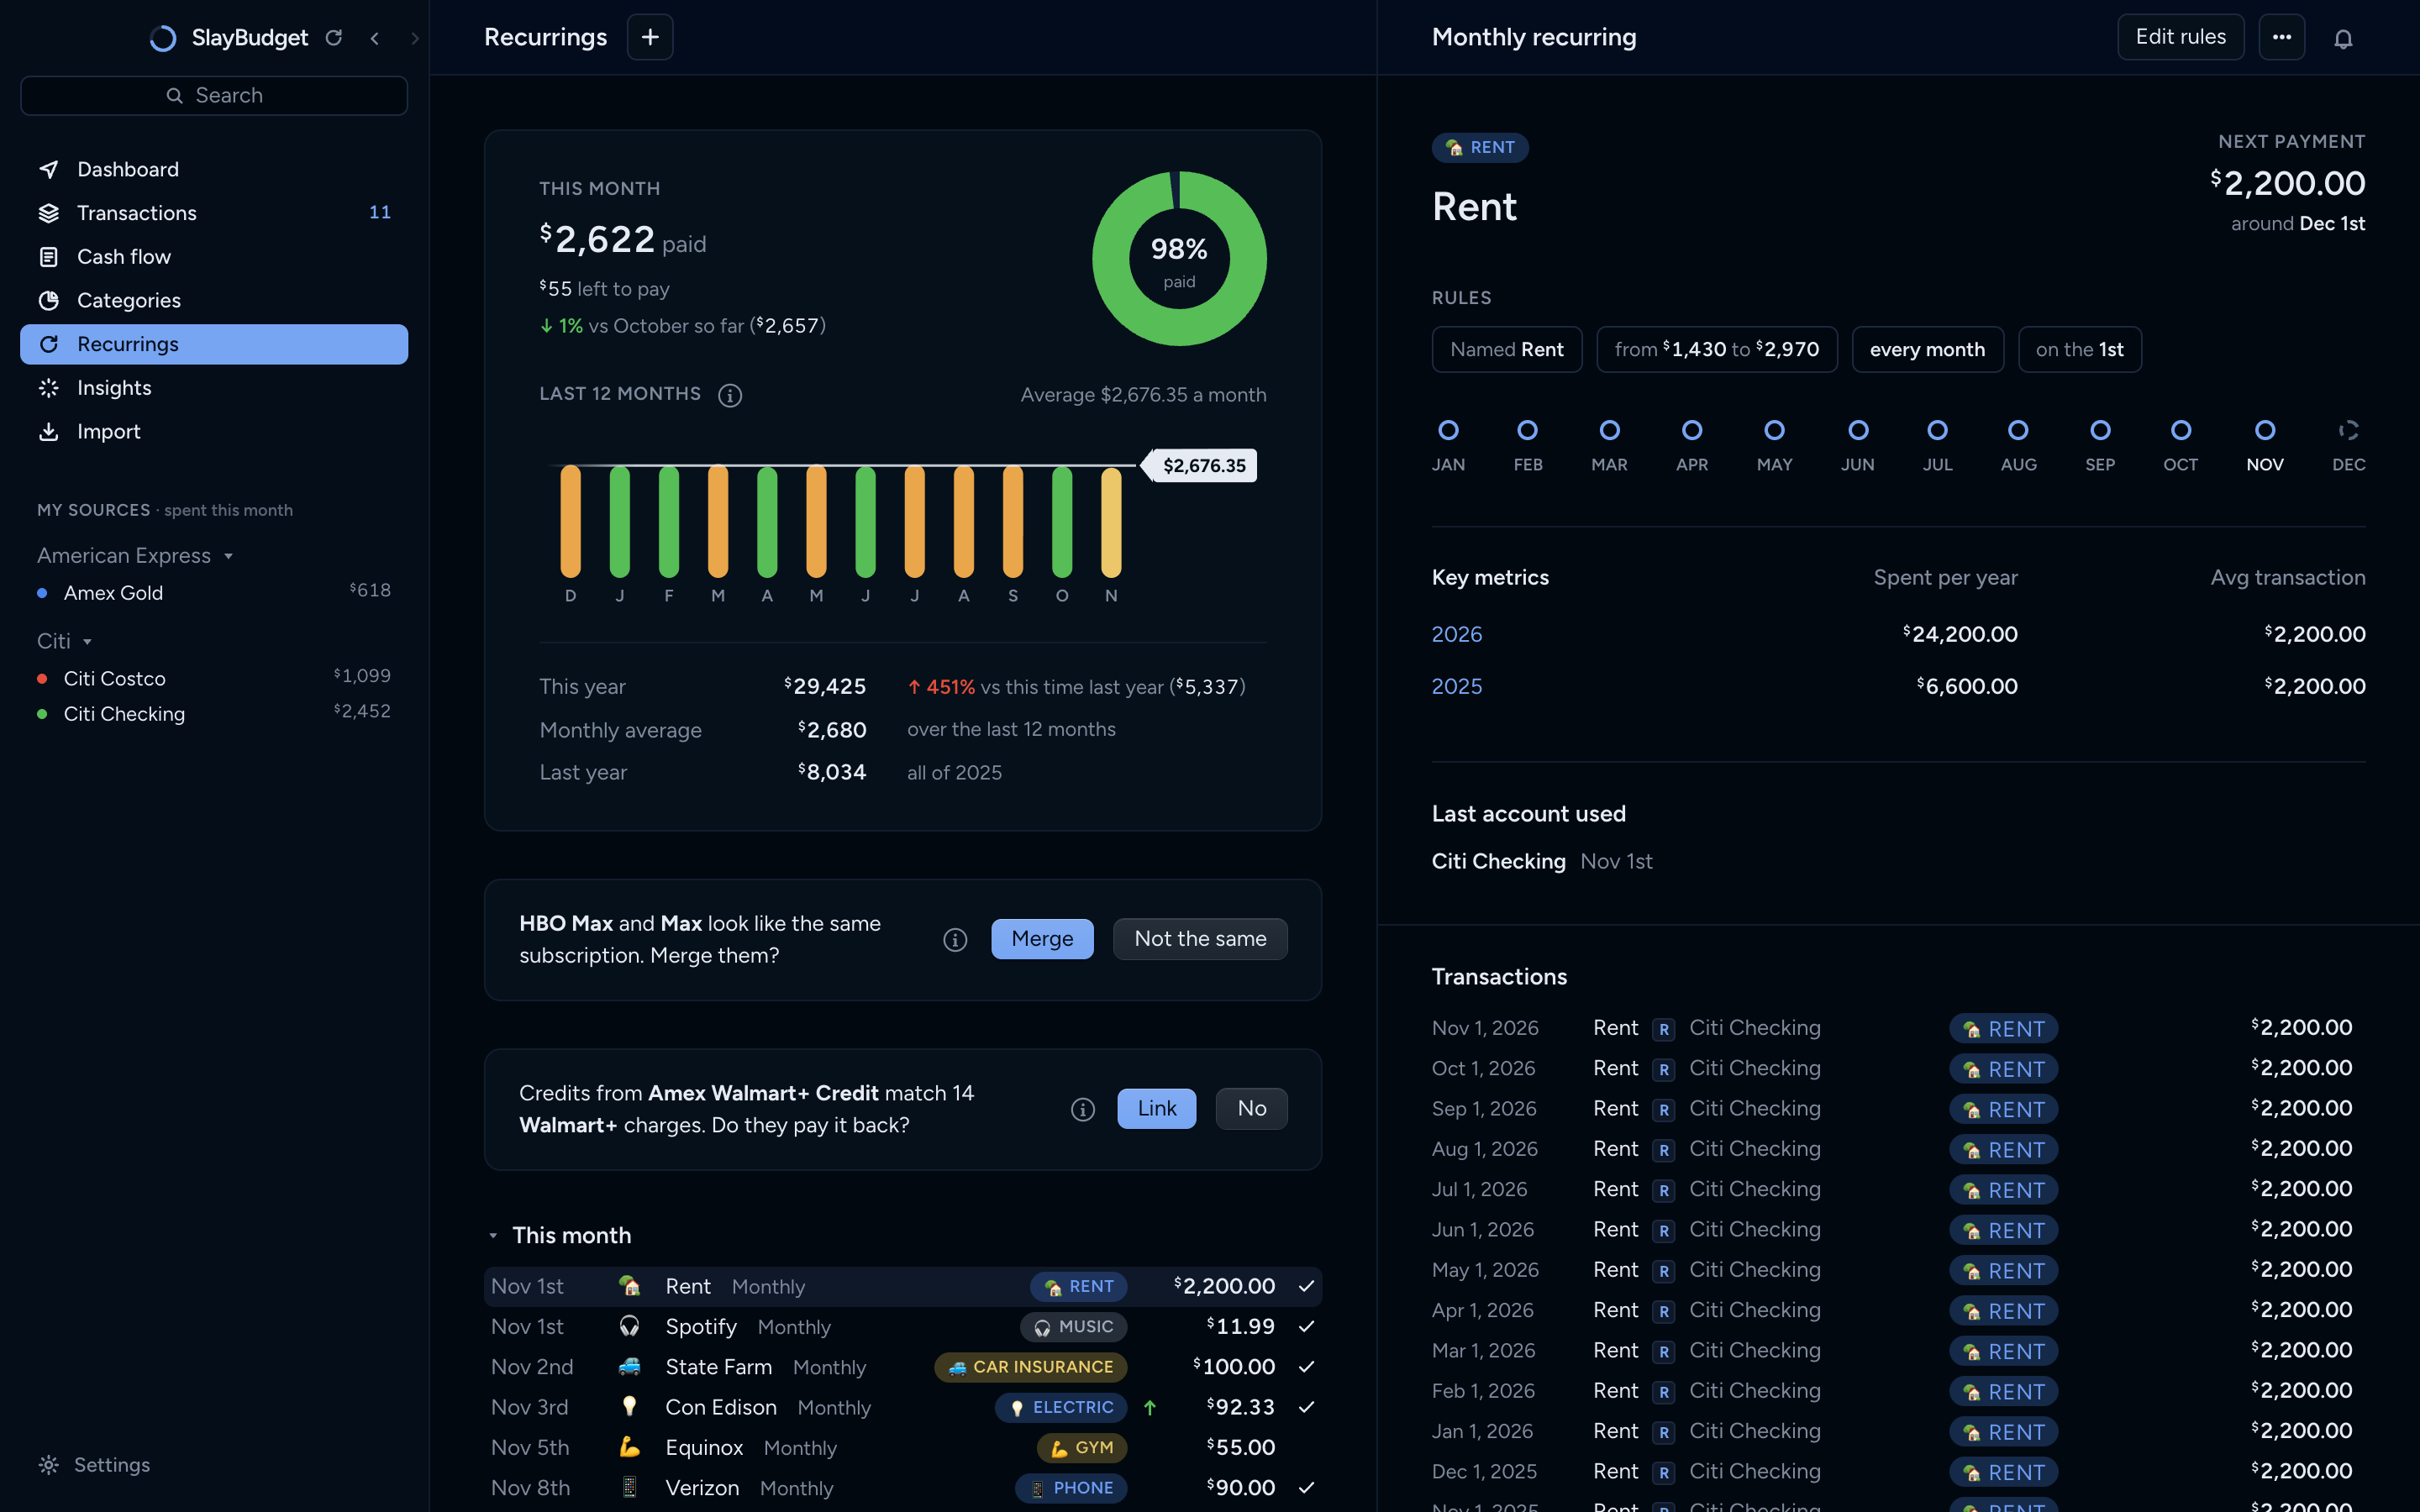 SlayBudget
Search
Dashboard
Transactions 11
Cash flow
Categories
Recurrings
Insights
Import
MY SOURCES · spent this month
American Express
Amex Gold $618
Citi
Citi Costco $1,099
Citi Checking $2,452
Settings
Recurrings
THIS MONTH
$2,622 paid
$55 left to pay
↓ 1% vs October so far ($2,657)
98%
paid
LAST 12 MONTHS Average $2,676.35 a month
$2,676.35
D J F M A M J J A S O N
This year $29,425 ↑ 451% vs this time last year ($5,337)
Monthly average $2,680 over the last 12 months
Last year $8,034 all of 2025
HBO Max and Max look like the same
subscription. Merge them?
Merge Not the same
Credits from Amex Walmart+ Credit match 14
Walmart+ charges. Do they pay it back?
Link No
This month
Nov 1st Rent Monthly RENT $2,200.00
Nov 1st Spotify Monthly MUSIC $11.99
Nov 2nd State Farm Monthly CAR INSURANCE $100.00
Nov 3rd Con Edison Monthly ELECTRIC ↑ $92.33
Nov 5th Equinox Monthly GYM $55.00
Nov 8th Verizon Monthly PHONE $90.00
Monthly recurring
Edit rules
RENT
Rent
NEXT PAYMENT
$2,200.00
around Dec 1st
RULES
Named Rent from $1,430 to $2,970 every month on the 1st
JAN FEB MAR APR MAY JUN JUL AUG SEP OCT NOV DEC
Key metrics Spent per year Avg transaction
2026 $24,200.00 $2,200.00
2025 $6,600.00 $2,200.00
Last account used
Citi Checking Nov 1st
Transactions
Nov 1, 2026 Rent R Citi Checking RENT $2,200.00
Oct 1, 2026 Rent R Citi Checking RENT $2,200.00
Sep 1, 2026 Rent R Citi Checking RENT $2,200.00
Aug 1, 2026 Rent R Citi Checking RENT $2,200.00
Jul 1, 2026 Rent R Citi Checking RENT $2,200.00
Jun 1, 2026 Rent R Citi Checking RENT $2,200.00
May 1, 2026 Rent R Citi Checking RENT $2,200.00
Apr 1, 2026 Rent R Citi Checking RENT $2,200.00
Mar 1, 2026 Rent R Citi Checking RENT $2,200.00
Feb 1, 2026 Rent R Citi Checking RENT $2,200.00
Jan 1, 2026 Rent R Citi Checking RENT $2,200.00
Dec 1, 2025 Rent R Citi Checking RENT $2,200.00
Nov 1, 2025 Rent R Citi Checking RENT $2,200.00